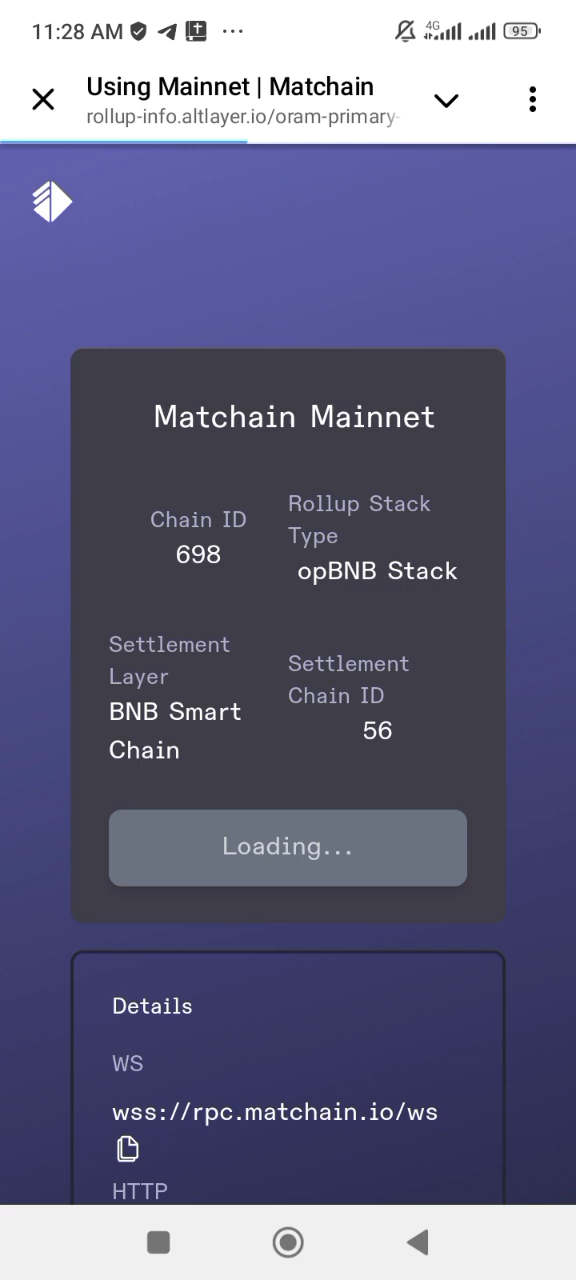 11:28 AM ... 4G 95
Using Mainnet | Matchain
rollup-info.altlayer.io/oram-primary-
Matchain Mainnet
Chain ID
698
Rollup Stack
Type
opBNB Stack
Settlement
Layer
BNB Smart
Chain
Settlement
Chain ID
56
Loading...
Details
WS
wss://rpc.matchain.io/ws
HTTP